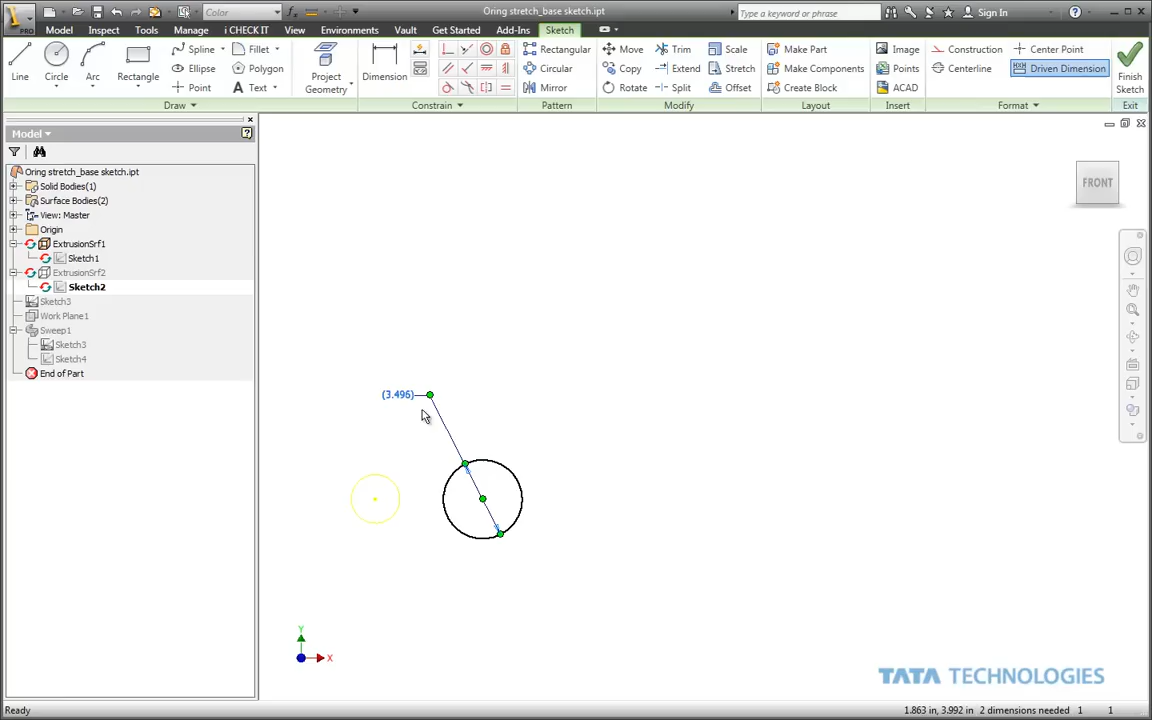 PRO
Color
Oring stretch_base sketch.ipt
Type a keyword or phrase
Sign In
Model Inspect Tools Manage i CHECK IT View Environments Vault Get Started Add-Ins Sketch
Line Circle Arc Rectangle
Spline Fillet
Ellipse Polygon
Point Text
Project Geometry
Dimension
Rectangular
Circular
Mirror
Move Trim Scale
Copy Extend Stretch
Rotate Split Offset
Make Part
Make Components
Create Block
Image
Points
ACAD
Construction Center Point
Centerline Driven Dimension
Finish Sketch
Draw Constrain Pattern Modify Layout Insert Format Exit
Model
Oring stretch_base sketch.ipt
Solid Bodies(1)
Surface Bodies(2)
View: Master
Origin
ExtrusionSrf1
Sketch1
ExtrusionSrf2
Sketch2
Sketch3
Work Plane1
Sweep1
Sketch3
Sketch4
End of Part
FRONT
(3.496)
Y
X
TATA TECHNOLOGIES
Ready
1.863 in, 3.992 in 2 dimensions needed 1 1